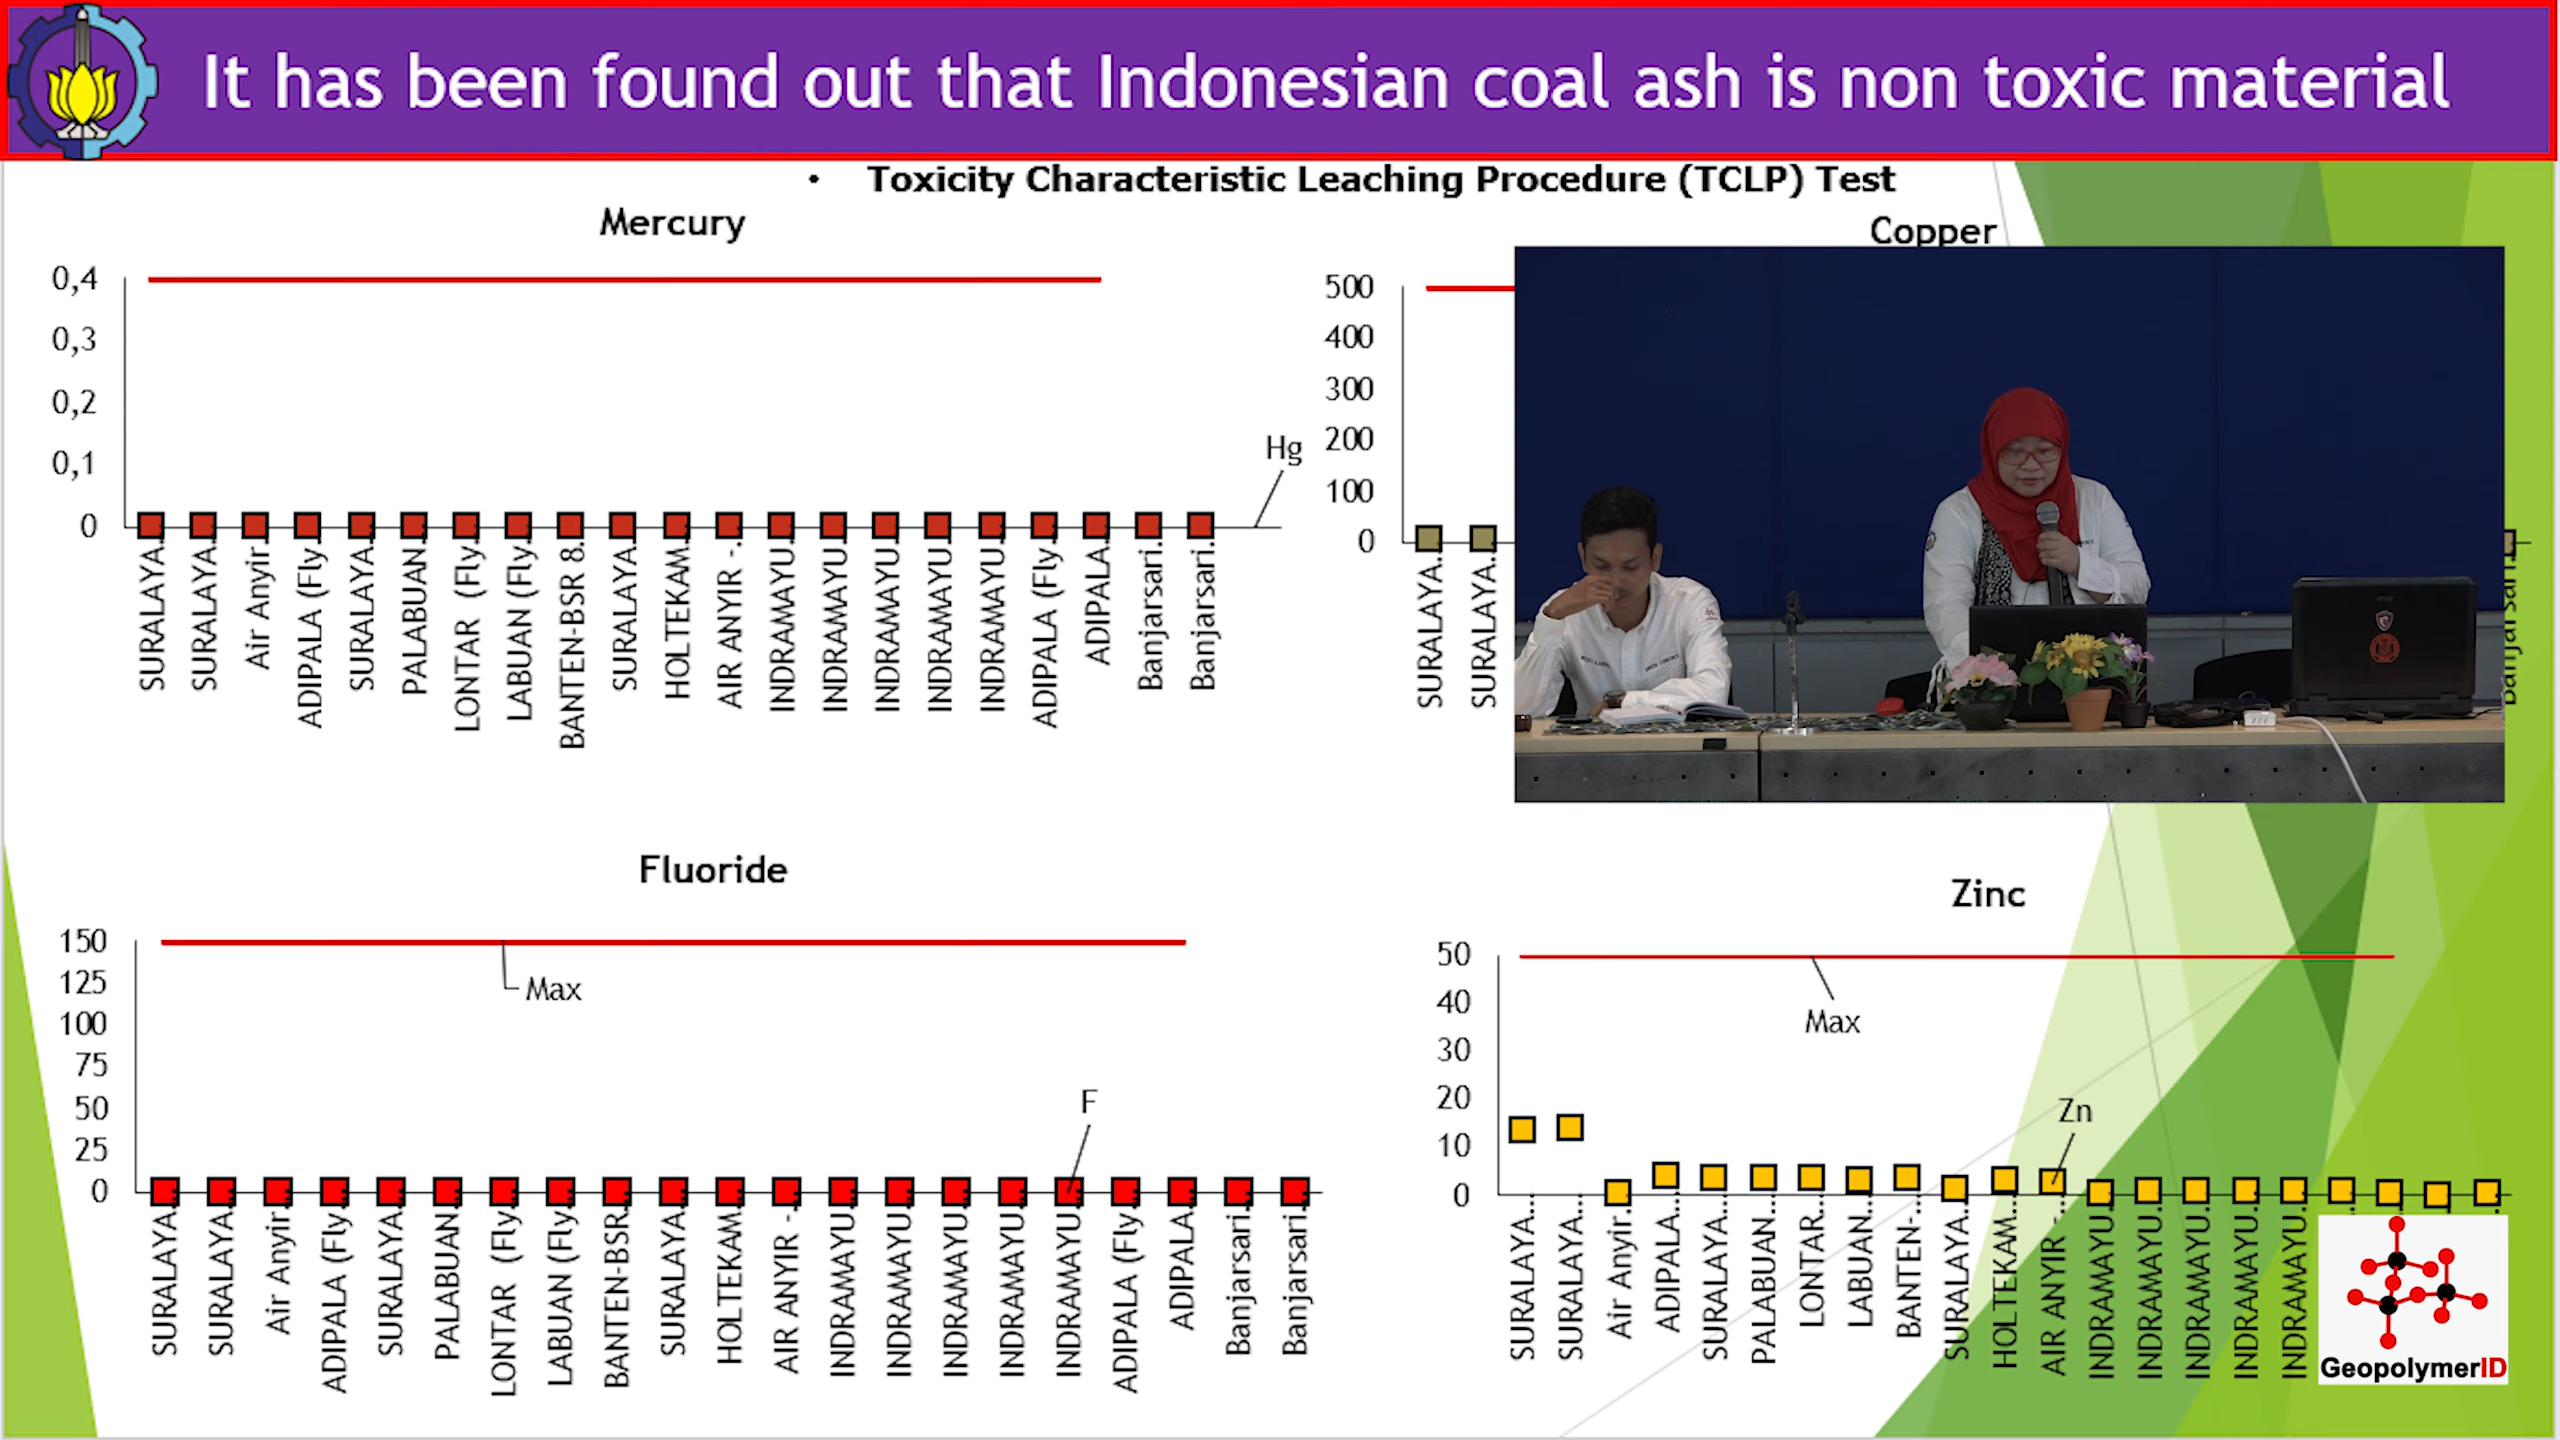 It has been found out that Indonesian coal ash is non toxic material
• Toxicity Characteristic Leaching Procedure (TCLP) Test
Mercury
0,4
0,3
0,2
0,1
0
Hg
SURALAYA.
SURALAYA.
Air Anyir.
ADIPALA (Fly.
SURALAYA.
PALABUAN.
LONTAR (Fly.
LABUAN (Fly.
BANTEN-BSR 8.
SURALAYA.
HOLTEKAM.
AIR ANYIR -.
INDRAMAYU.
INDRAMAYU.
INDRAMAYU.
INDRAMAYU.
INDRAMAYU.
ADIPALA (Fly.
ADIPALA.
Banjarsari.
Banjarsari.
Copper
500
400
300
200
100
0
SURALAYA...
SURALAYA...
Banjarsari...
Fluoride
150
125
100
75
50
25
0
Max
F
SURALAYA...
SURALAYA...
Air Anyir...
ADIPALA (Fly...
SURALAYA...
PALABUAN...
LONTAR (Fly...
LABUAN (Fly...
BANTEN-BSR...
SURALAYA...
HOLTEKAM...
AIR ANYIR -...
INDRAMAYU...
INDRAMAYU...
INDRAMAYU...
INDRAMAYU...
INDRAMAYU...
ADIPALA (Fly...
ADIPALA...
Banjarsari...
Banjarsari...
Zinc
50
40
30
20
10
0
Max
Zn
SURALAYA...
SURALAYA...
Air Anyir...
ADIPALA...
SURALAYA...
PALABUAN...
LONTAR...
LABUAN...
BANTEN-...
SURALAYA...
HOLTEKAM...
AIR ANYIR -...
INDRAMAYU...
INDRAMAYU...
INDRAMAYU...
INDRAMAYU...
INDRAMAYU...
GeopolymerID